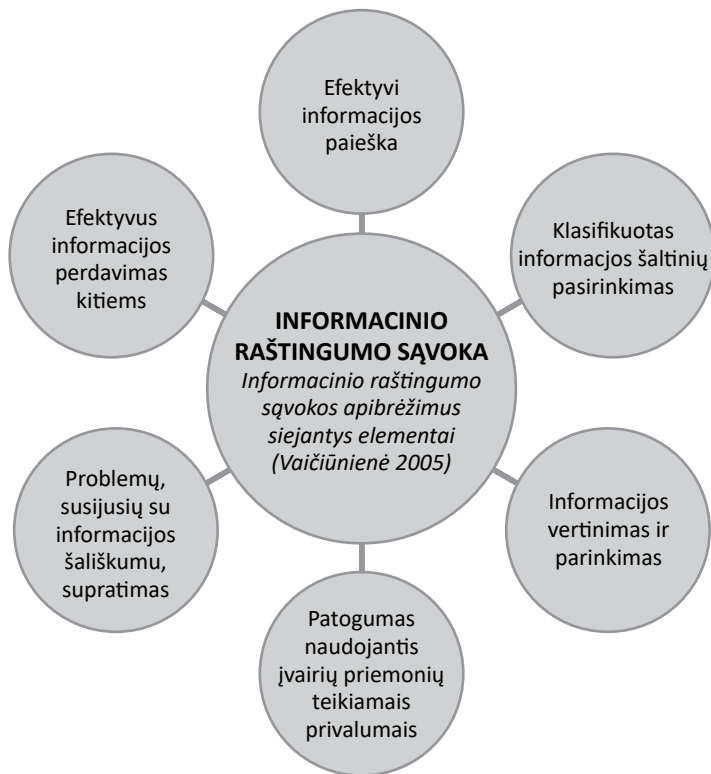 Efektyvi
informacijos
paieška
Efektyvus
informacijos
perdavimas
kitiems
Klasifikuotas
informacjos šaltinių
pasirinkimas
INFORMACINIO
RAŠTINGUMO SĄVOKA
Informacinio raštingumo
sąvokos apibrėžimus
siejantys elementai
(Vaičiūnienė 2005)
Problemų,
susijusių su
informacijos
šališkumu,
supratimas
Informacijos
vertinimas ir
parinkimas
Patogumas
naudojantis
įvairių priemonių
teikiamais
privalumais